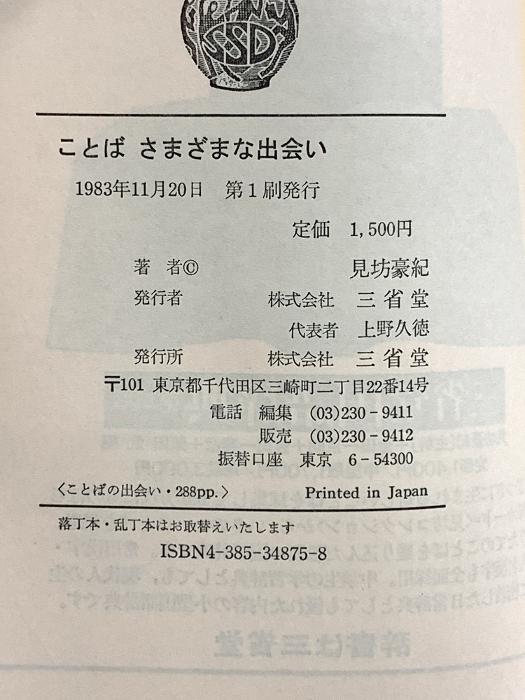 SSD
ことば さまざまな出会い
1983年11月20日 第1刷発行
定価 1,500円
著者© 見坊豪紀
発行者 株式会社 三省堂
代表者 上野久徳
発行所 株式会社 三省堂
〒101 東京都千代田区三崎町二丁目22番14号
電話 編集 (03)230-9411
販売 (03)230-9412
振替口座 東京 6-54300
〈ことばの出会い・288pp.〉 Printed in Japan
落丁本・乱丁本はお取替えいたします
ISBN4-385-34875-8
辞書は三省堂